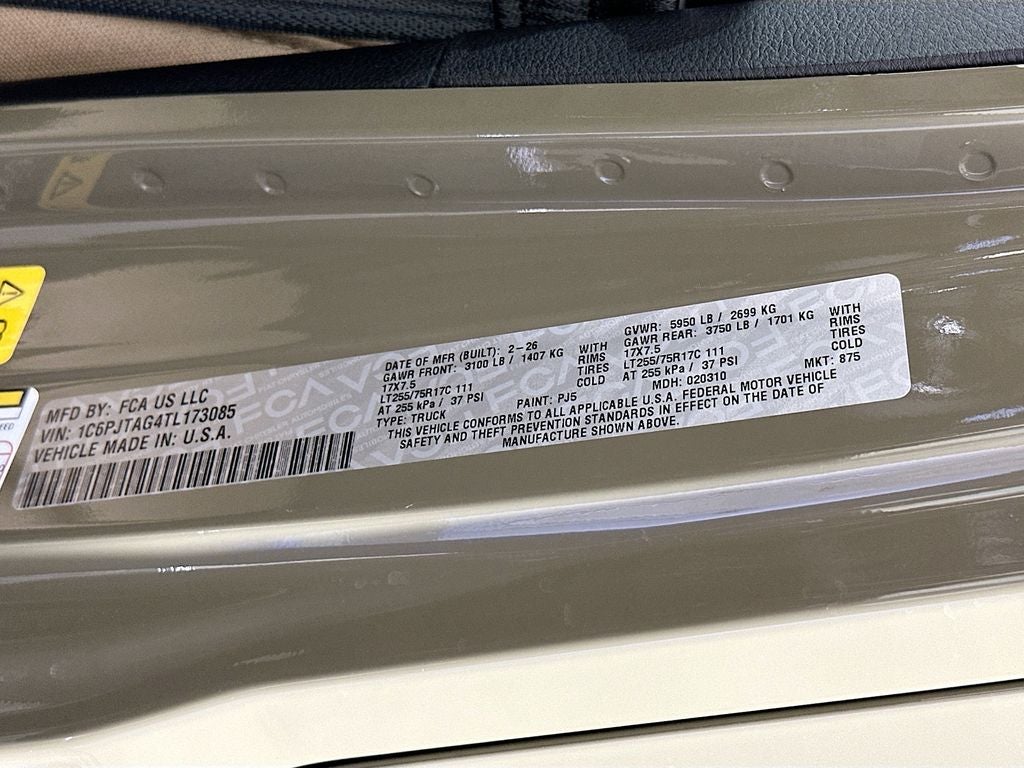 MFD BY: FCA US LLC
VIN: 1C6PJTAG4TL173085
VEHICLE MADE IN U.S.A.
DATE OF MFR (BUILT): 2-26
GAWR FRONT: 3100 LB / 1407 KG WITH
17X7.5 RIMS
LT255/75R17C 111 TIRES
AT 255 kPa / 37 PSI COLD
TYPE: TRUCK PAINT: PJ5
GVWR: 5950 LB / 2699 KG
GAWR REAR: 3750 LB / 1701 KG WITH
17X7.5 RIMS
LT255/75R17C 111 TIRES
AT 255 kPa / 37 PSI COLD
MDH: 020310 MKT: 875
THIS VEHICLE CONFORMS TO ALL APPLICABLE U.S.A. FEDERAL MOTOR VEHICLE
SAFETY AND THEFT PREVENTION STANDARDS IN EFFECT ON THE DATE OF
MANUFACTURE SHOWN ABOVE.